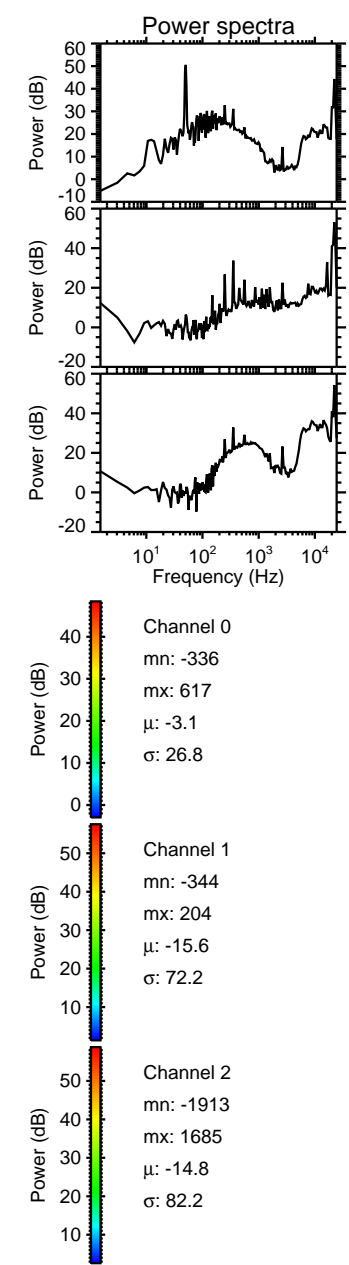 Power spectra
60
50
40
30
20
10
0
-10
Power (dB)
60
40
20
0
-20
Power (dB)
60
40
20
0
-20
Power (dB)
10¹ 10² 10³ 10⁴
Frequency (Hz)
40
30
20
10
0
Power (dB)
Channel 0
mn: -336
mx: 617
μ: -3.1
σ: 26.8
50
40
30
20
10
Power (dB)
Channel 1
mn: -344
mx: 204
μ: -15.6
σ: 72.2
50
40
30
20
10
Power (dB)
Channel 2
mn: -1913
mx: 1685
μ: -14.8
σ: 82.2